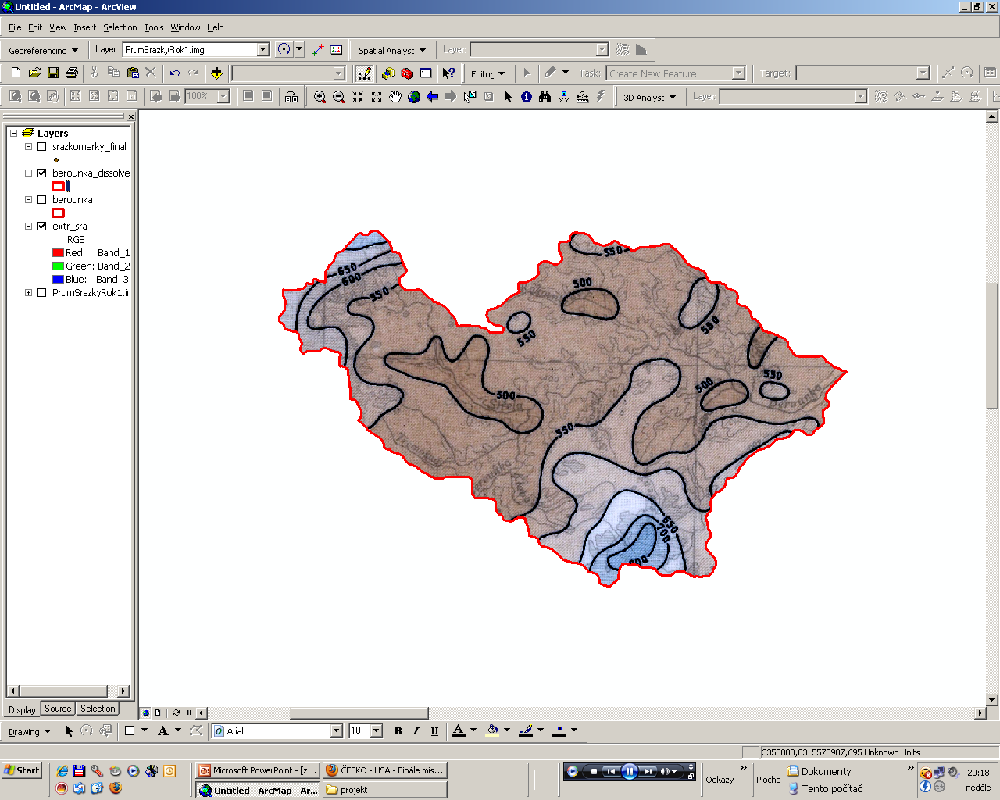 Untitled - ArcMap - ArcView
File Edit View Insert Selection Tools Window Help
Georeferencing Layer: PrumSrazkyRok1.img Spatial Analyst Layer:
Editor Task: Create New Feature Target:
100% 3D Analyst Layer:
Layers
srazkomerky_final
berounka_dissolve
berounka
extr_sra
RGB
Red: Band_1
Green: Band_2
Blue: Band_3
PrumSrazkyRok1.ir
550
650
600
500
550
550
550
550
500
500
550
Berounka
Střela
550
650
700
800
Display Source Selection
Drawing Arial 10 B I U A
3353888,03 5573987,695 Unknown Units
Start
Microsoft PowerPoint - [z...
ČESKO - USA - Finále mis...
Untitled - ArcMap - Ar...
projekt
Odkazy
Plocha
Dokumenty
Tento počítač
20:18
neděle